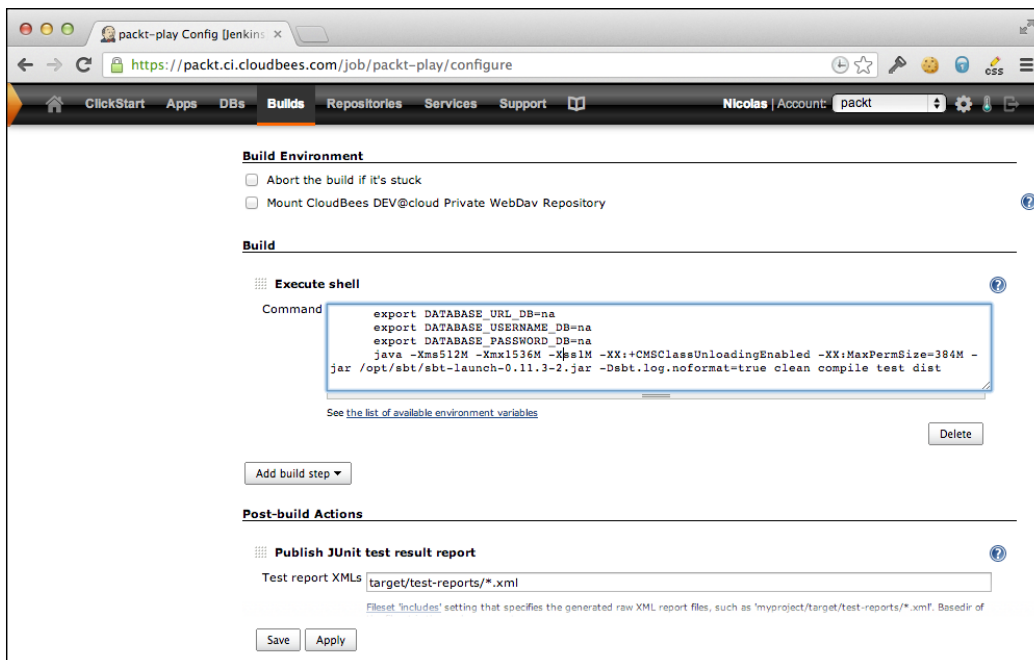 packt-play Config [Jenkins
https://packt.ci.cloudbees.com/job/packt-play/configure
css
ClickStart Apps DBs Builds Repositories Services Support Nicolas | Account: packt
Build Environment
Abort the build if it's stuck
Mount CloudBees DEV@cloud Private WebDav Repository
Build
Execute shell
Command
export DATABASE_URL_DB=na
export DATABASE_USERNAME_DB=na
export DATABASE_PASSWORD_DB=na
java -Xms512M -Xmx1536M -Xss1M -XX:+CMSClassUnloadingEnabled -XX:MaxPermSize=384M -
jar /opt/sbt/sbt-launch-0.11.3-2.jar -Dsbt.log.noformat=true clean compile test dist
See the list of available environment variables
Delete
Add build step
Post-build Actions
Publish JUnit test result report
Test report XMLs target/test-reports/*.xml
Fileset 'includes' setting that specifies the generated raw XML report files, such as 'myproject/target/test-reports/*.xml'. Basedir of
Save Apply